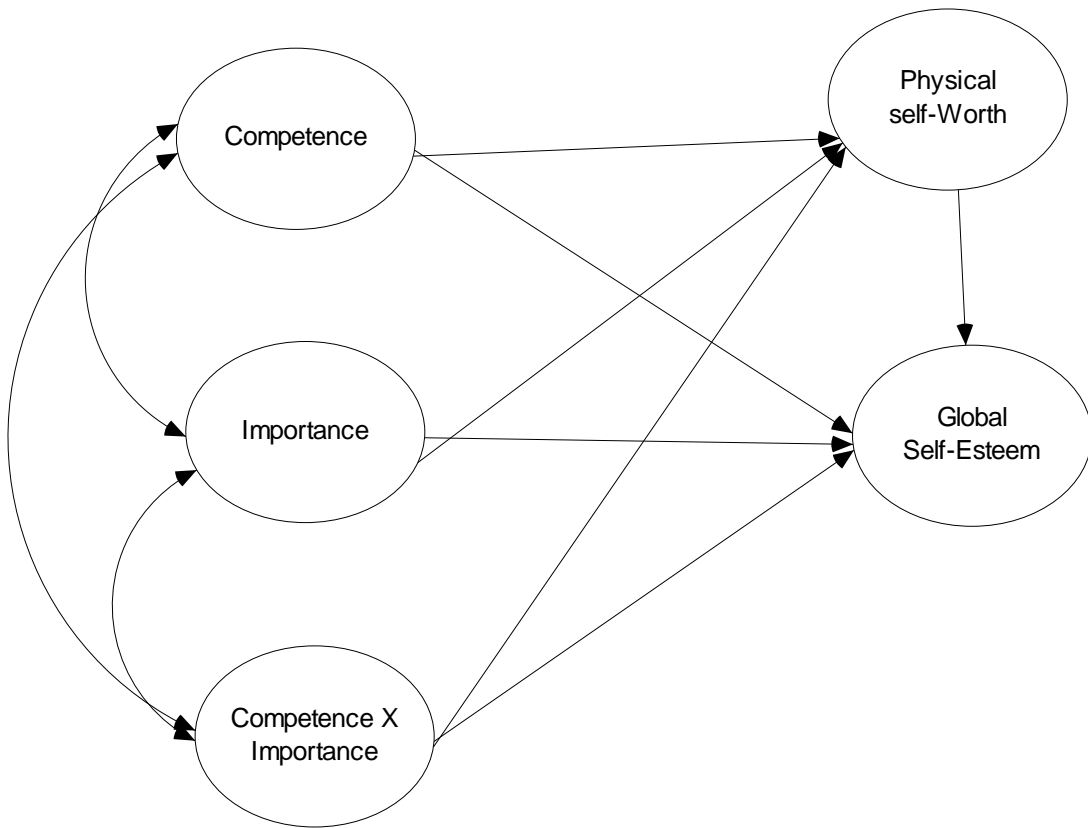 Competence
Importance
Competence X
Importance
Physical
self-Worth
Global
Self-Esteem